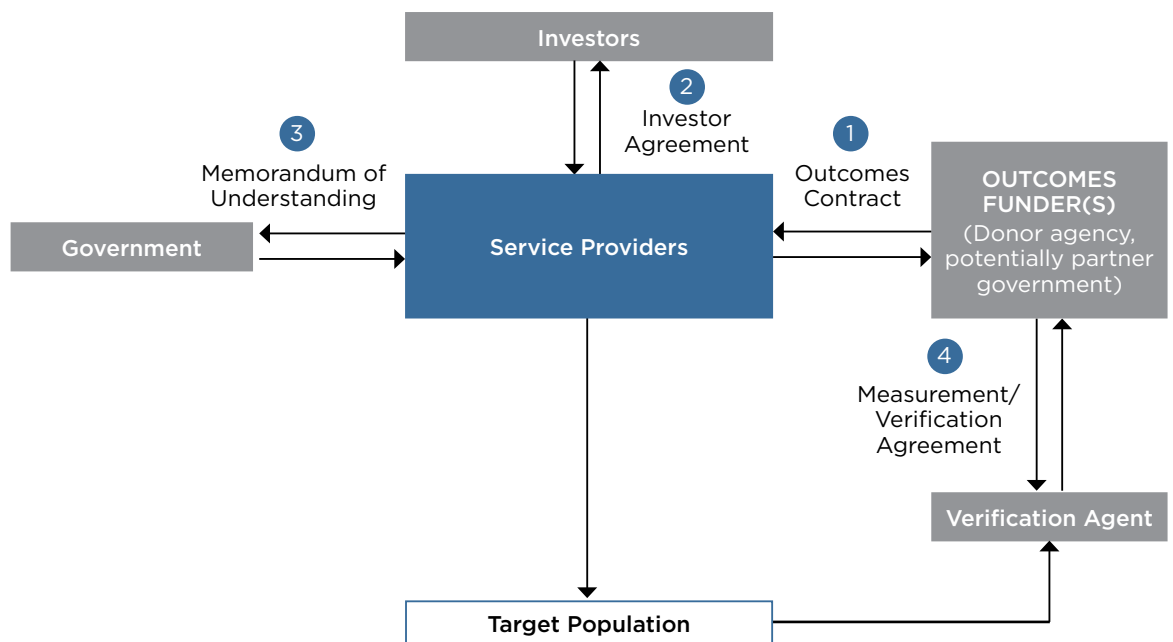 Investors
2
Investor
Agreement
1
Outcomes
Contract
3
Memorandum of
Understanding
Government
Service Providers
OUTCOMES
FUNDER(S)
(Donor agency,
potentially partner
government)
4
Measurement/
Verification
Agreement
Verification Agent
Target Population